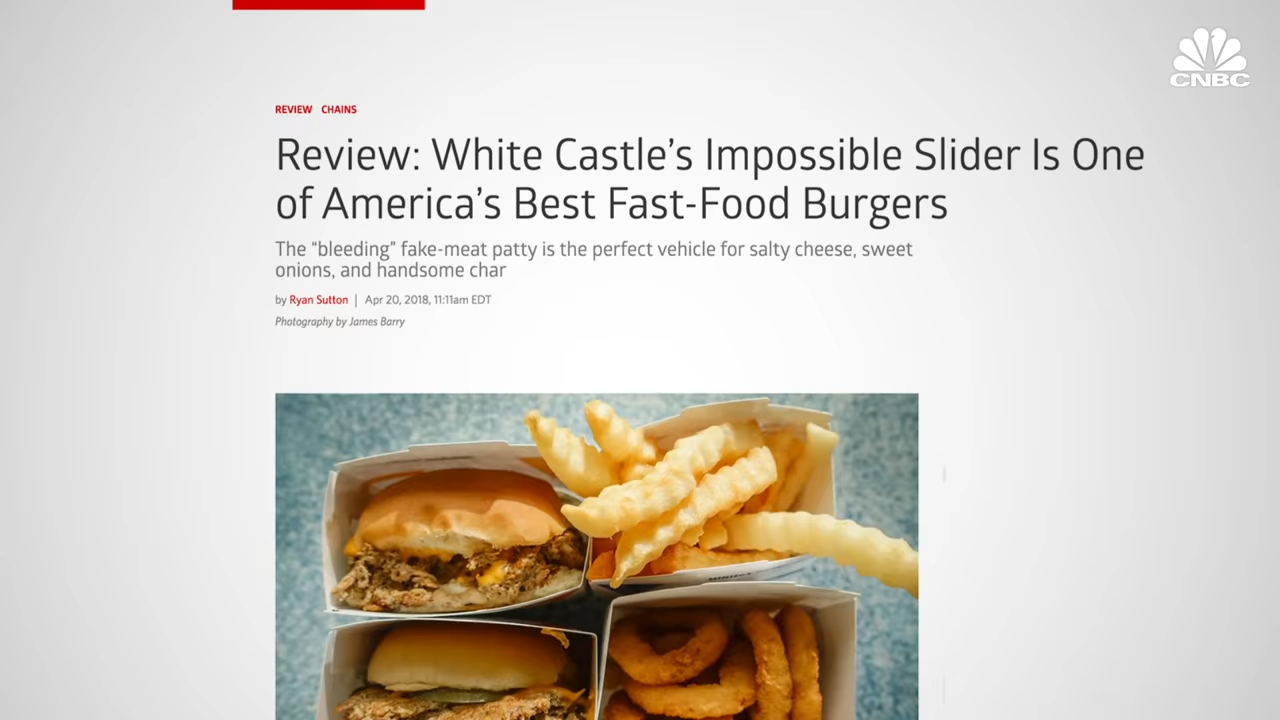 CNBC
REVIEW CHAINS
Review: White Castle's Impossible Slider Is One
of America's Best Fast-Food Burgers
The “bleeding” fake-meat patty is the perfect vehicle for salty cheese, sweet
onions, and handsome char
by Ryan Sutton | Apr 20, 2018, 11:11am EDT
Photography by James Barry